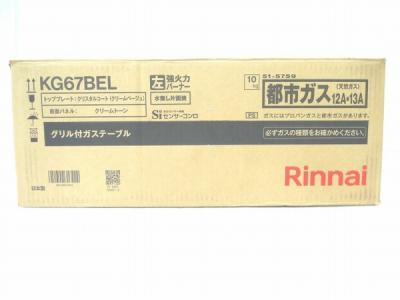 KG67BEL
トッププレート：クリスタルコート（クリームベージュ）
前面パネル：クリームトーン
左 強火力バーナー
水無し片面焼
Si センサーコンロ
グリル付ガステーブル
10
51-5759
都市ガス（天然ガス）12A・13A
PS
ガスにはプロパンガスと都市ガスがあります。
必ずガスの種類をお確かめください。
日本製
Rinnai